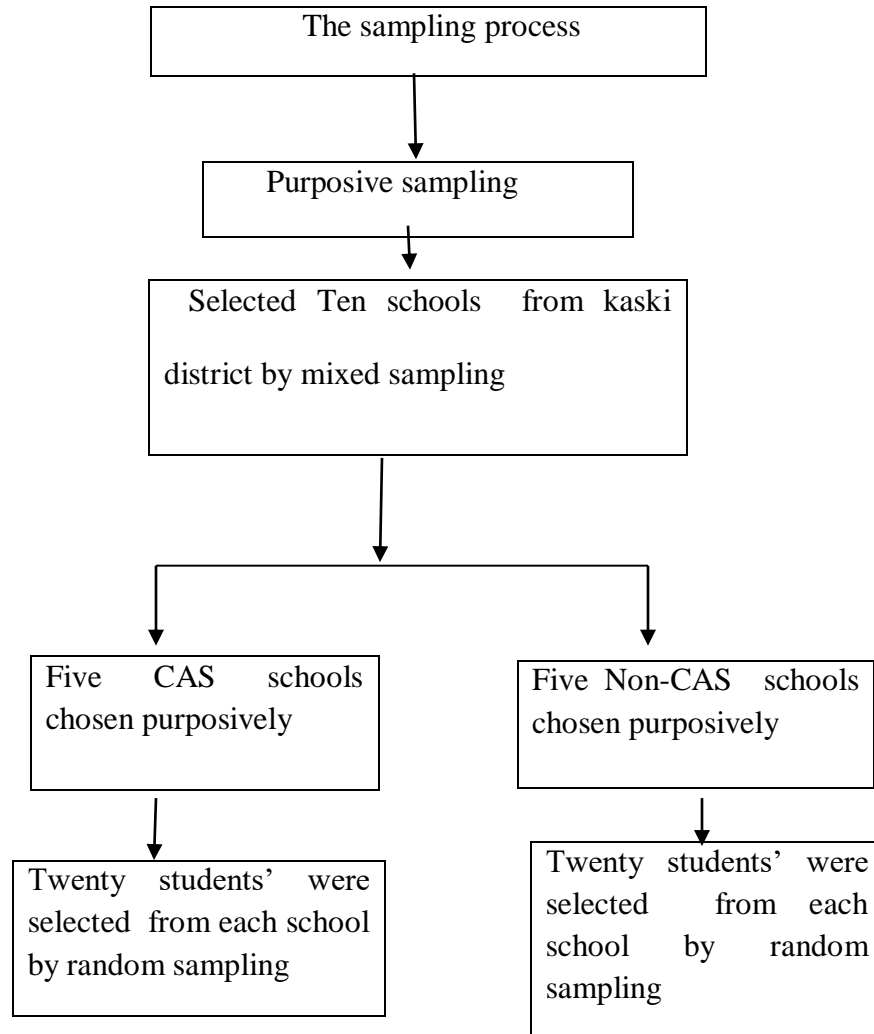 The sampling process
Purposive sampling
Selected Ten schools from kaski
district by mixed sampling
Five CAS schools
chosen purposively
Five Non-CAS schools
chosen purposively
Twenty students’ were
selected from each school
by random sampling
Twenty students’ were
selected from each
school by random
sampling